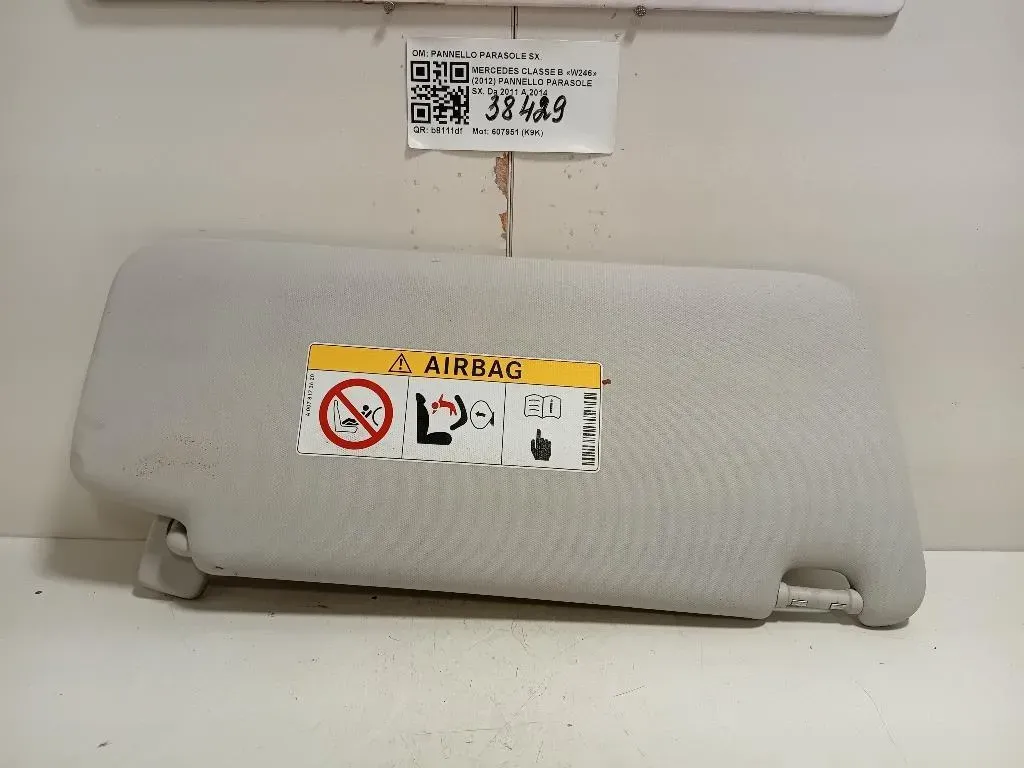 OM: PANNELLO PARASOLE SX.
MERCEDES CLASSE B «W246»
(2012) PANNELLO PARASOLE
SX. Da 2011 A 2014
38429
QR: b8111df Mot: 607951 (K9K)
AIRBAG